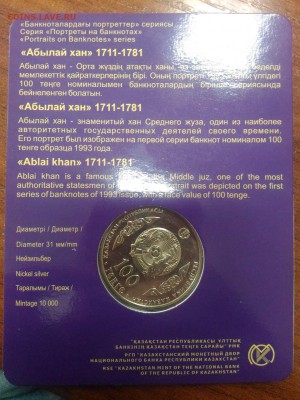 «Банкноталардағы портреттер» сериясы
Серия «Портреты на банкнотах»
«Portraits on Banknotes» series
«Абылай хан» 1711-1781
Абылай хан - Орта жүздің атақты ханы,
мемлекеттік қайраткерлерінің бірі. Оның
100 теңге номиналымен банкноталардың
бейнеленген болатын.
«Абылай хан» 1711-1781
Абылай хан - знаменитый хан Среднего жуза, один из наиболее
авторитетных государственных деятелей своего времени.
Его портрет был изображен на первой серии банкнот номиналом
100 тенге образца 1993 года.
"Ablai khan" 1711-1781
Ablai khan is a famous of the Middle juz, one of the most
authoritative statesmen of portrait was depicted on the first
series of banknotes of 1993 issue, with face value of 100 tenge.
Диаметрі / Диаметр /
Diameter 31 мм/mm
Нейзильбер
Nickel silver
Таралымы / Тираж /
Mintage 10 000
100
ҚАЗАҚСТАН РЕСПУБЛИКАСЫ ҰЛТТЫҚ
БАНКІНІҢ ҚАЗАҚСТАН ТЕҢГЕ САРАЙЫ" РМК
РГП "КАЗАХСТАНСКИЙ МОНЕТНЫЙ ДВОР
НАЦИОНАЛЬНОГО БАНКА РЕСПУБЛИКИ КАЗАХСТАН"
RSE "KAZAKHSTAN MINT OF THE NATIONAL BANK
OF THE REPUBLIC OF KAZAKHSTAN"